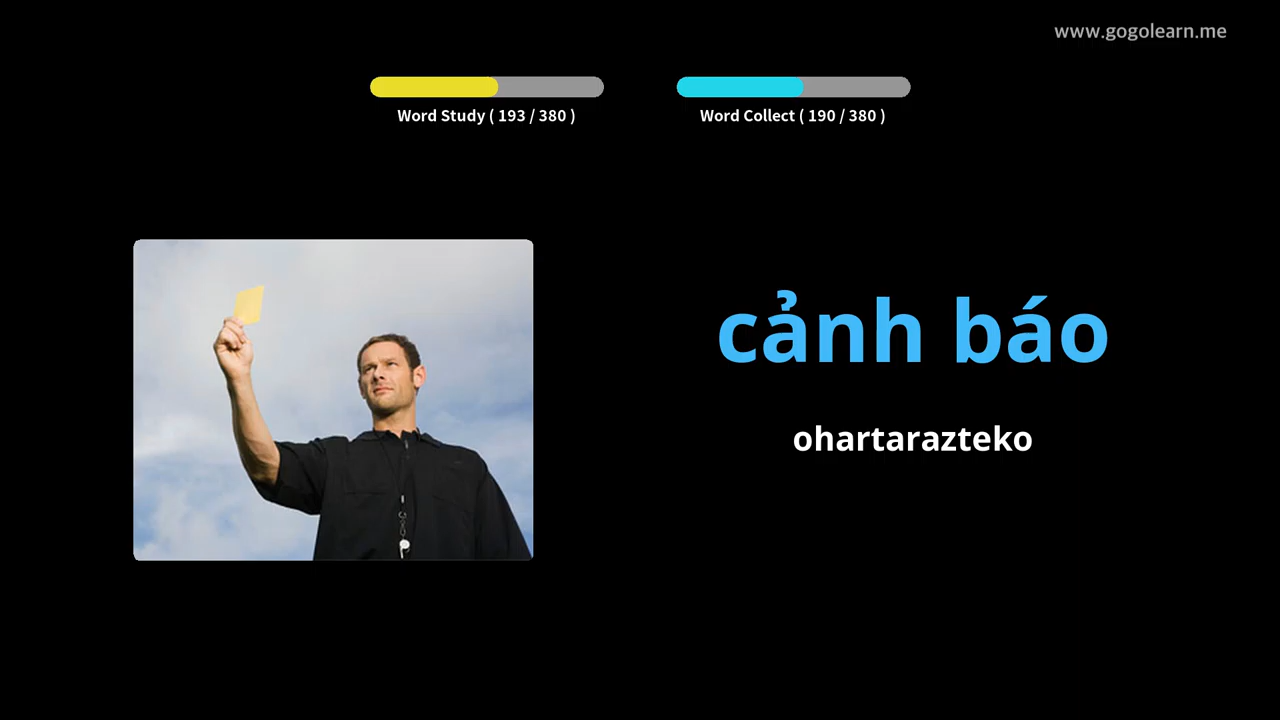 www.gogolearn.me
Word Study ( 193 / 380 )
Word Collect ( 190 / 380 )
cảnh báo
ohartarazteko